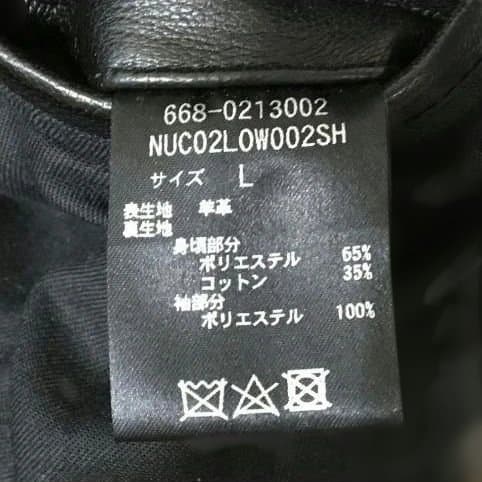 668-0213002
NUC02LOW002SH
サイズ L
表生地 羊革
裏生地
身頃部分
ポリエステル 65%
コットン 35%
袖部分
ポリエステル 100%